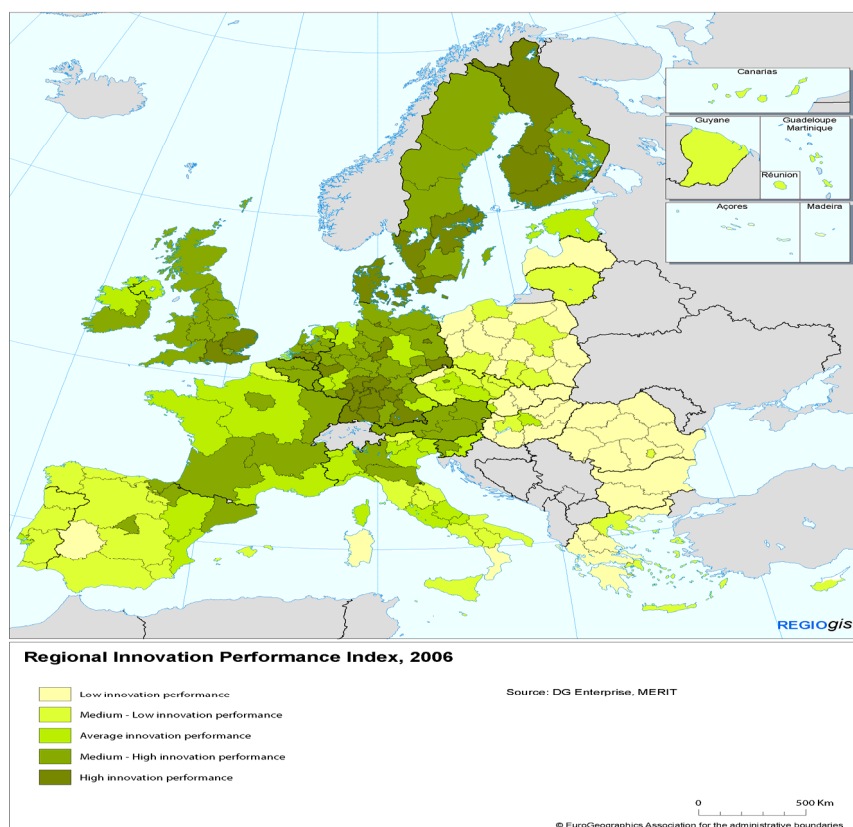 Canarias
Guyane
Guadeloupe
Martinique
Réunion
Açores
Madeira
REGIOgis
Regional Innovation Performance Index, 2006
Low innovation performance
Source: DG Enterprise, MERIT
Medium - Low innovation performance
Average innovation performance
Medium - High innovation performance
High innovation performance
0 500 Km
© EuroGeographics Association for the administrative boundaries